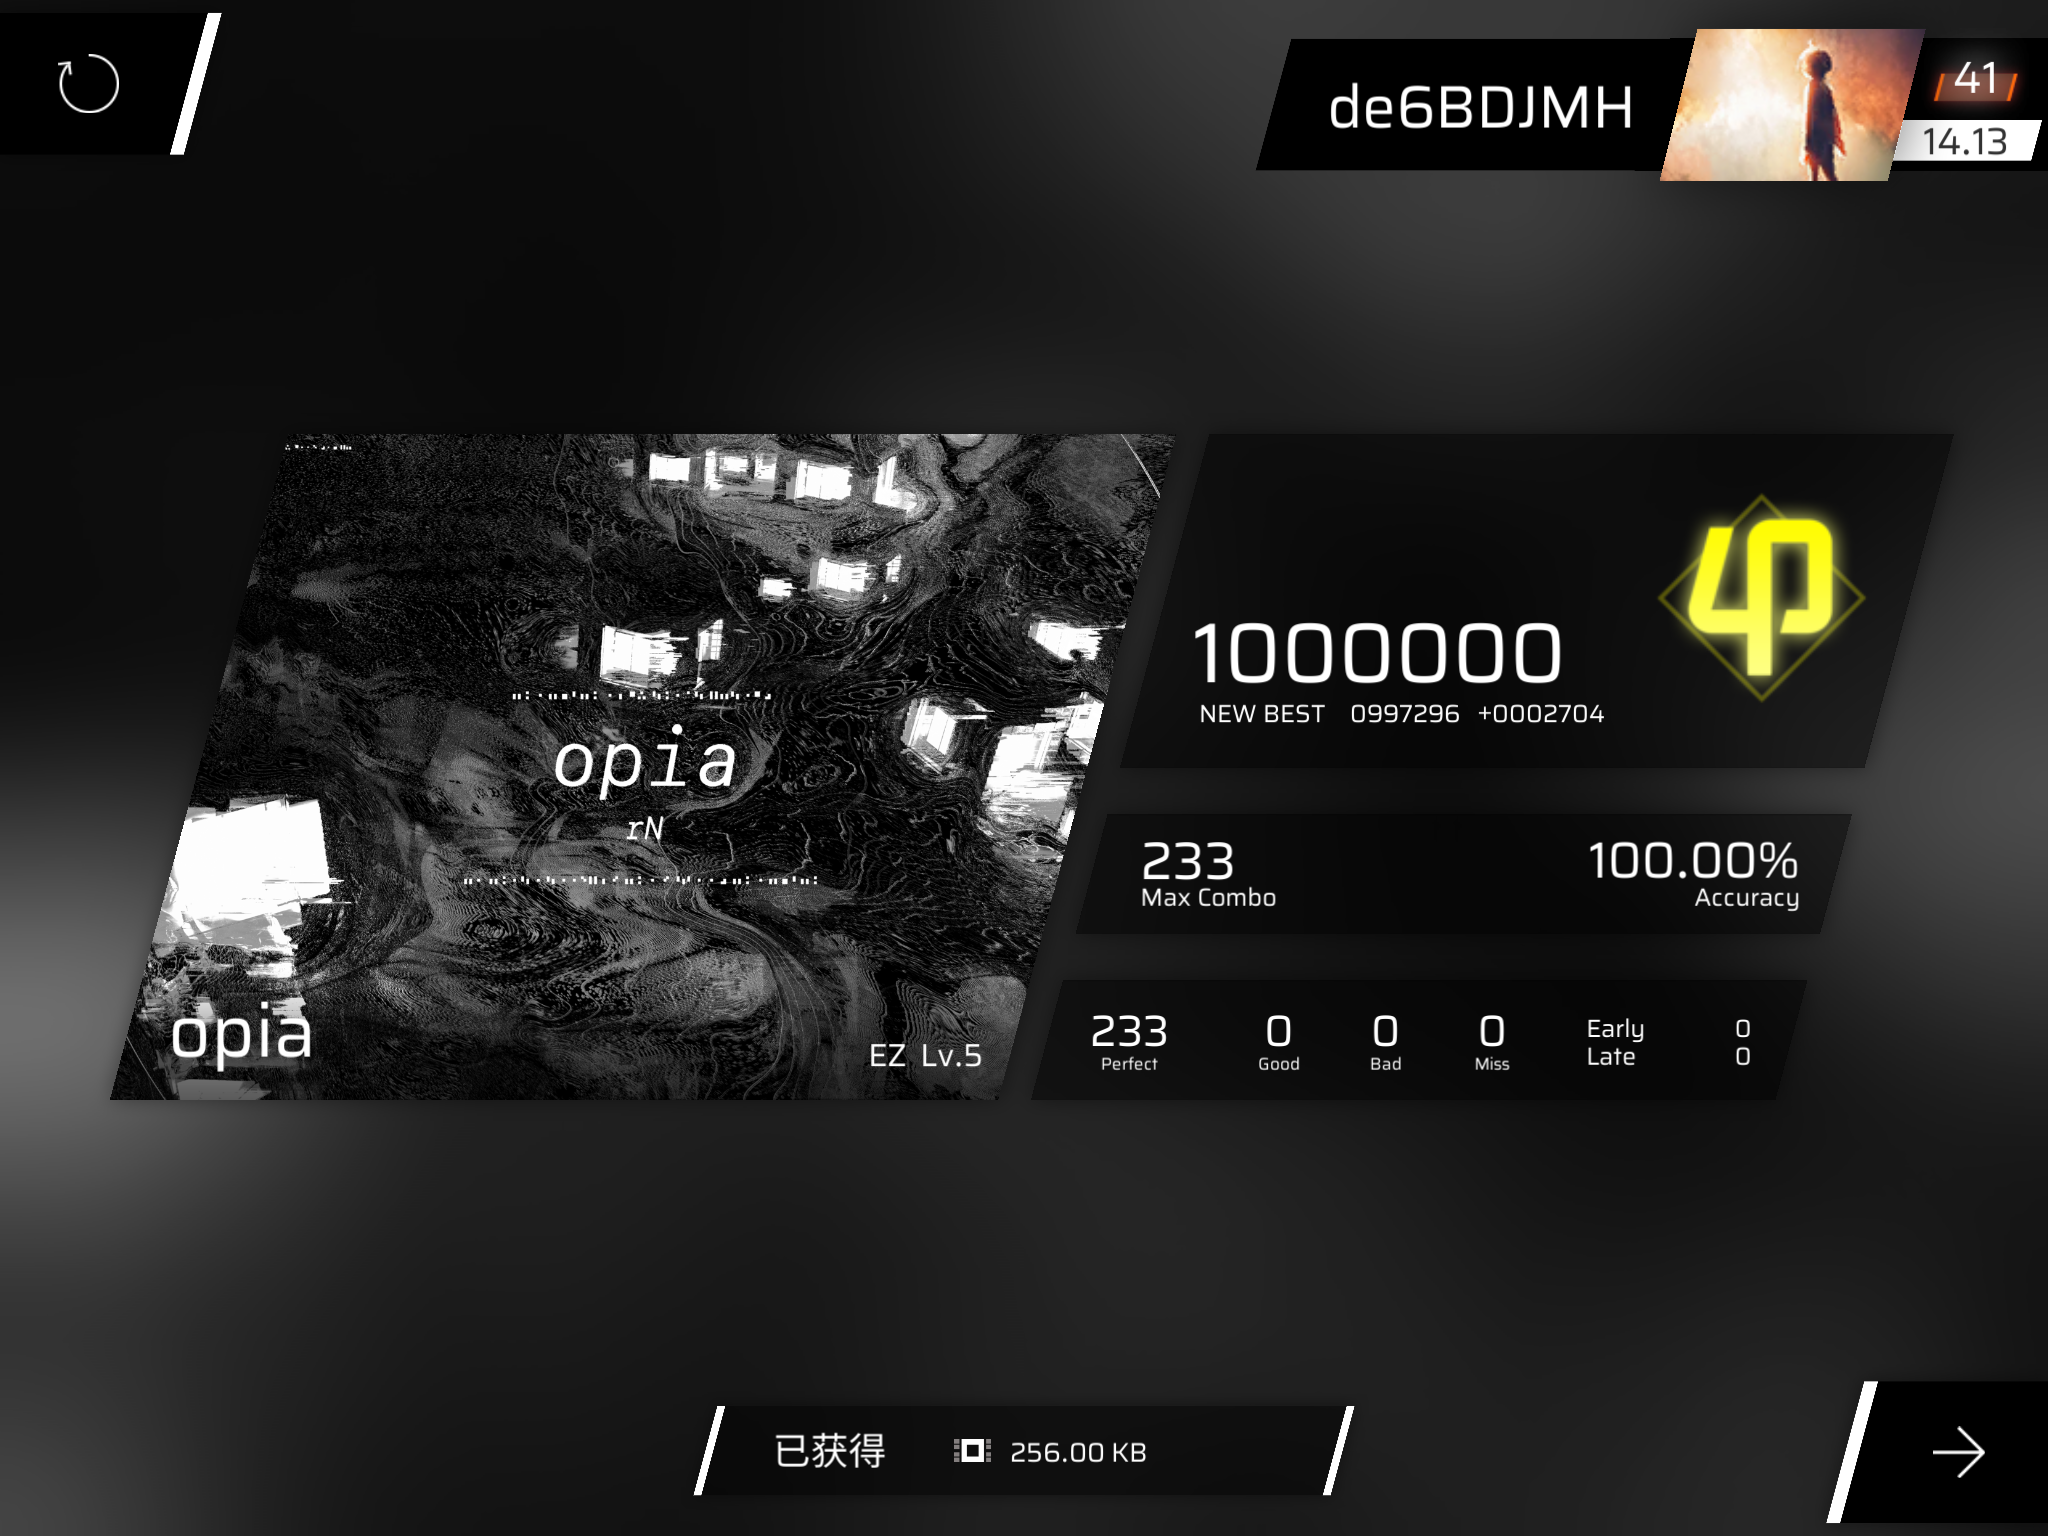 de6BDJMH
41
14.13
opia
rN
opia
EZ Lv.5
1000000
NEW BEST 0997296 +0002704
233
Max Combo
100.00%
Accuracy
233
Perfect
0
Good
0
Bad
0
Miss
Early 0
Late 0
已获得 256.00 KB